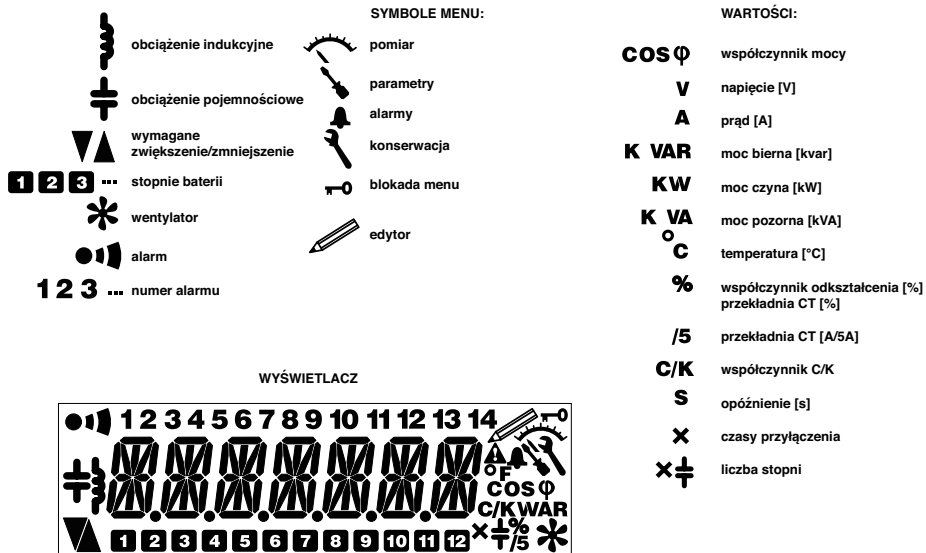 SYMBOLE MENU:
WARTOŚCI:
obciążenie indukcyjne
obciążenie pojemnościowe
wymagane
zwiększenie/zmniejszenie
1 2 3 ... stopnie baterii
wentylator
alarm
1 2 3 ... numer alarmu
pomiar
parametry
alarmy
konserwacja
blokada menu
edytor
COS φ współczynnik mocy
V napięcie [V]
A prąd [A]
K VAR moc bierna [kvar]
KW moc czyna [kW]
K VA moc pozorna [kVA]
°C temperatura [°C]
% współczynnik odkształcenia [%]
przekładnia CT [%]
/5 przekładnia CT [A/5A]
C/K współczynnik C/K
S opóźnienie [s]
× czasy przyłączenia
× liczba stopni
WYŚWIETLACZ
1 2 3 4 5 6 7 8 9 10 11 12 13 14
°F
COS φ
C/KWAR
× %
/5
1 2 3 4 5 6 7 8 9 10 11 12